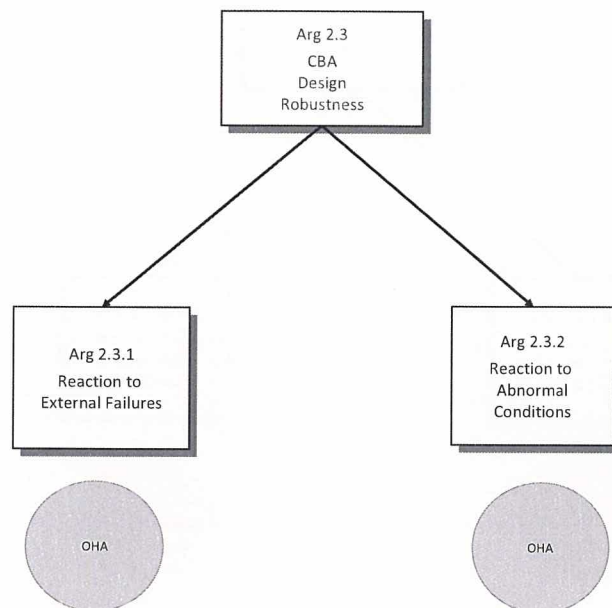 Arg 2.3
CBA
Design
Robustness
Arg 2.3.1
Reaction to
External Failures
Arg 2.3.2
Reaction to
Abnormal
Conditions
OHA
OHA